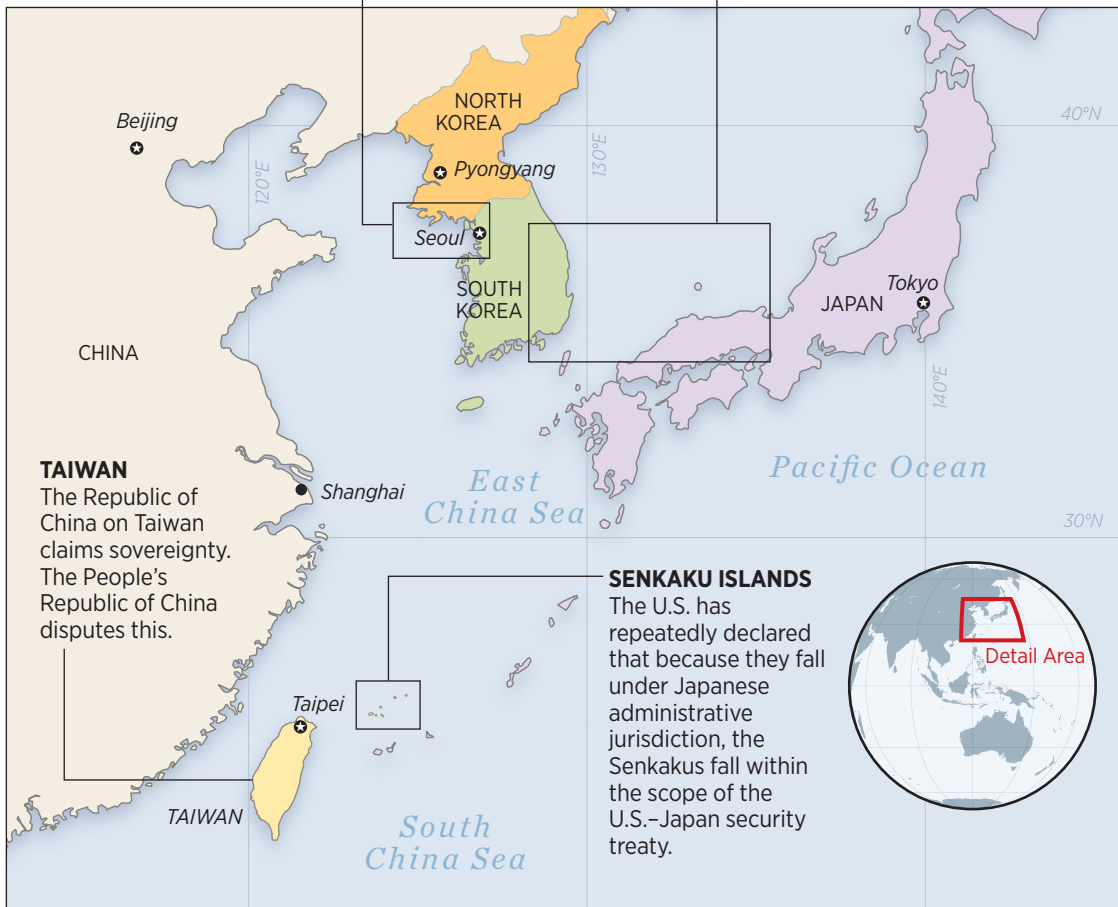 NORTH
KOREA
Beijing
40°N
120°E
130°E
Pyongyang
Seoul
SOUTH
KOREA
Tokyo
JAPAN
CHINA
140°E
TAIWAN
The Republic of
China on Taiwan
claims sovereignty.
The People’s
Republic of China
disputes this.
Shanghai
East
China Sea
Pacific Ocean
30°N
SENKAKU ISLANDS
The U.S. has
repeatedly declared
that because they fall
under Japanese
administrative
jurisdiction, the
Senkakus fall within
the scope of the
U.S.–Japan security
treaty.
Detail Area
Taipei
TAIWAN
South
China Sea